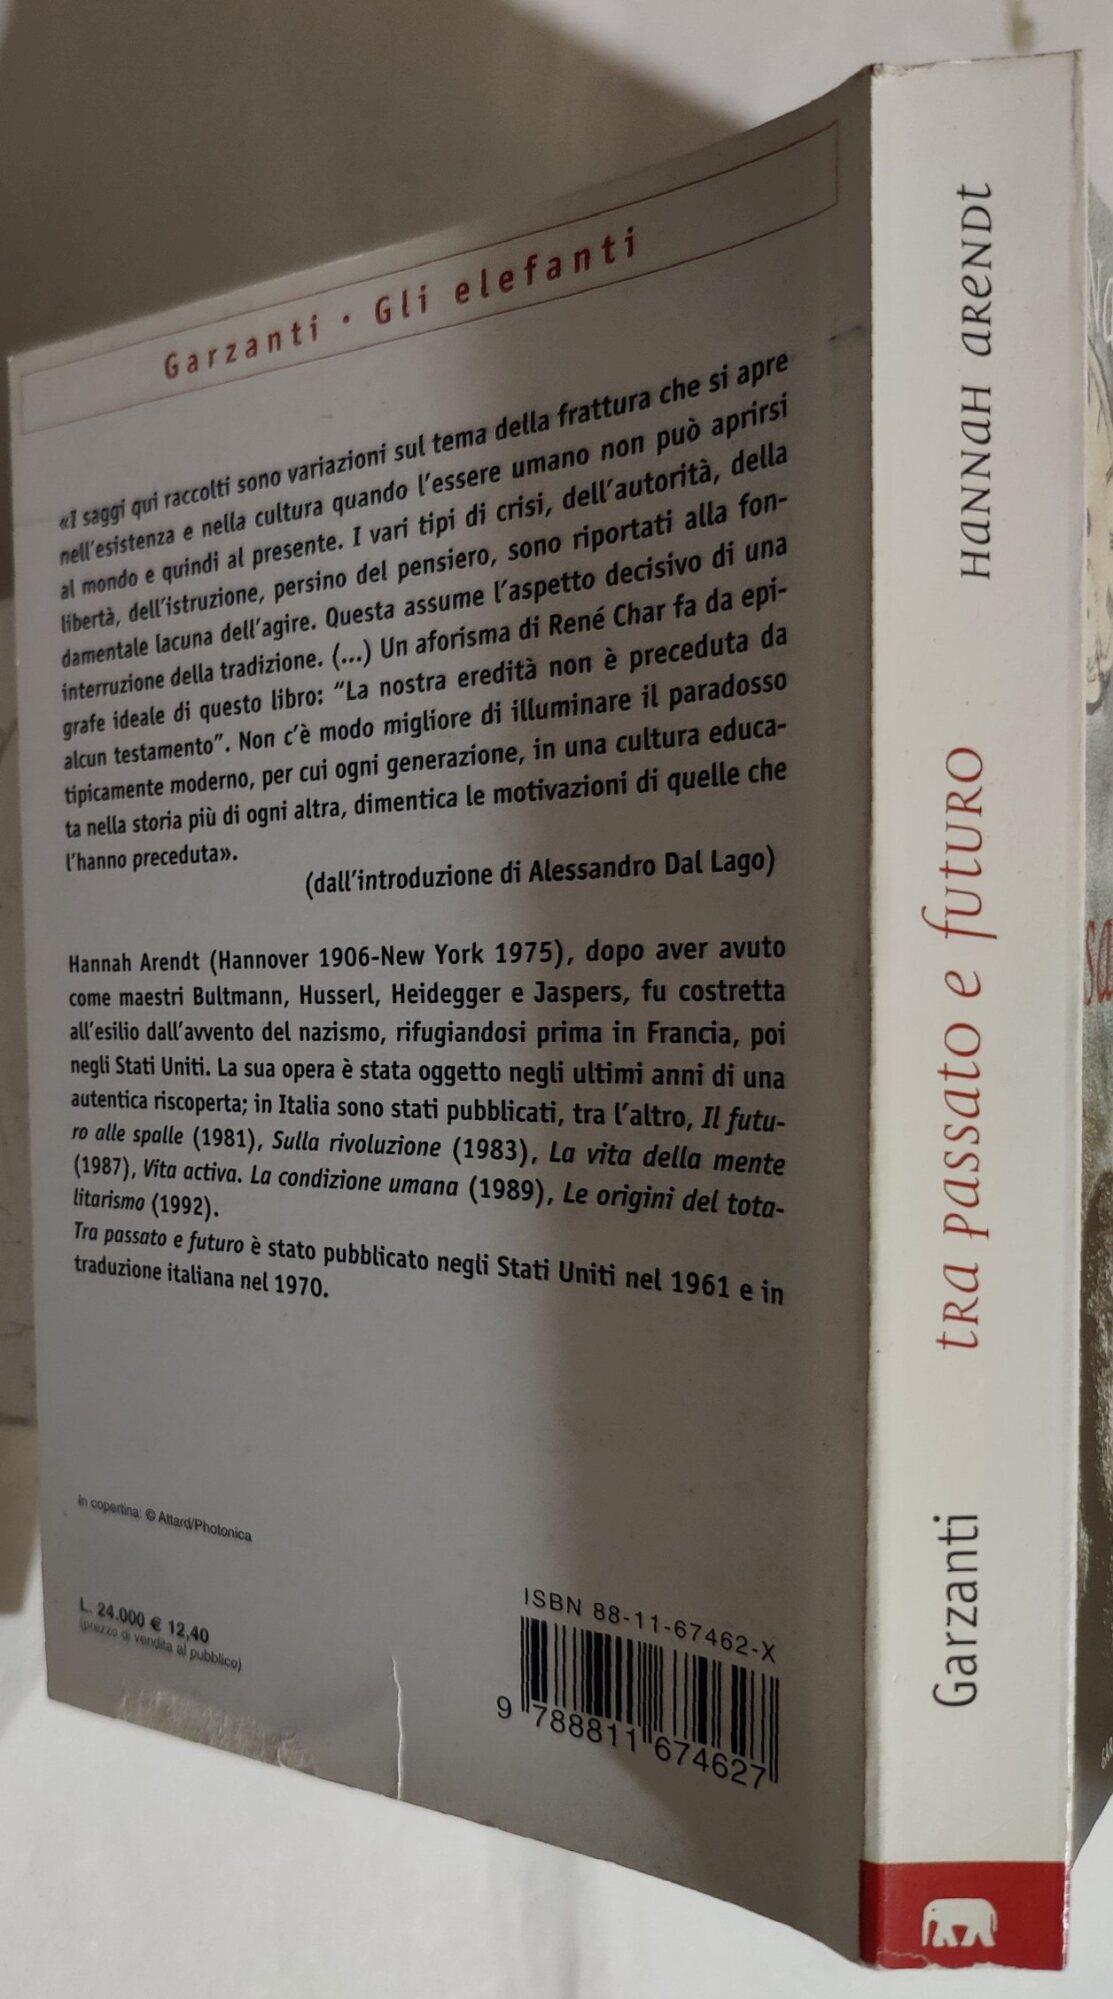 Garzanti · Gli elefanti
«I saggi qui raccolti sono variazioni sul tema della frattura che si apre
nell'esistenza e nella cultura quando l'essere umano non può aprirsi
al mondo e quindi al presente. I vari tipi di crisi, dell'autorità, della
libertà, dell'istruzione, persino del pensiero, sono riportati alla fon-
damentale lacuna dell'agire. Questa assume l'aspetto decisivo di una
interruzione della tradizione. (...) Un aforisma di René Char fa da epi-
grafe ideale di questo libro: "La nostra eredità non è preceduta da
alcun testamento". Non c'è modo migliore di illuminare il paradosso
tipicamente moderno, per cui ogni generazione, in una cultura educa-
ta nella storia più di ogni altra, dimentica le motivazioni di quelle che
l'hanno preceduta».
(dall'introduzione di Alessandro Dal Lago)
Hannah Arendt (Hannover 1906-New York 1975), dopo aver avuto
come maestri Bultmann, Husserl, Heidegger e Jaspers, fu costretta
all'esilio dall'avvento del nazismo, rifugiandosi prima in Francia, poi
negli Stati Uniti. La sua opera è stata oggetto negli ultimi anni di una
autentica riscoperta; in Italia sono stati pubblicati, tra l'altro, Il futu-
ro alle spalle (1981), Sulla rivoluzione (1983), La vita della mente
(1987), Vita activa. La condizione umana (1989), Le origini del tota-
litarismo (1992).
Tra passato e futuro è stato pubblicato negli Stati Uniti nel 1961 e in
traduzione italiana nel 1970.
In copertina: © Attard/Photonica
L. 24.000 € 12,40
(prezzo di vendita al pubblico)
ISBN 88-11-67462-X
9 788811 674627
Garzanti tra passato e futuro Hannah Arendt